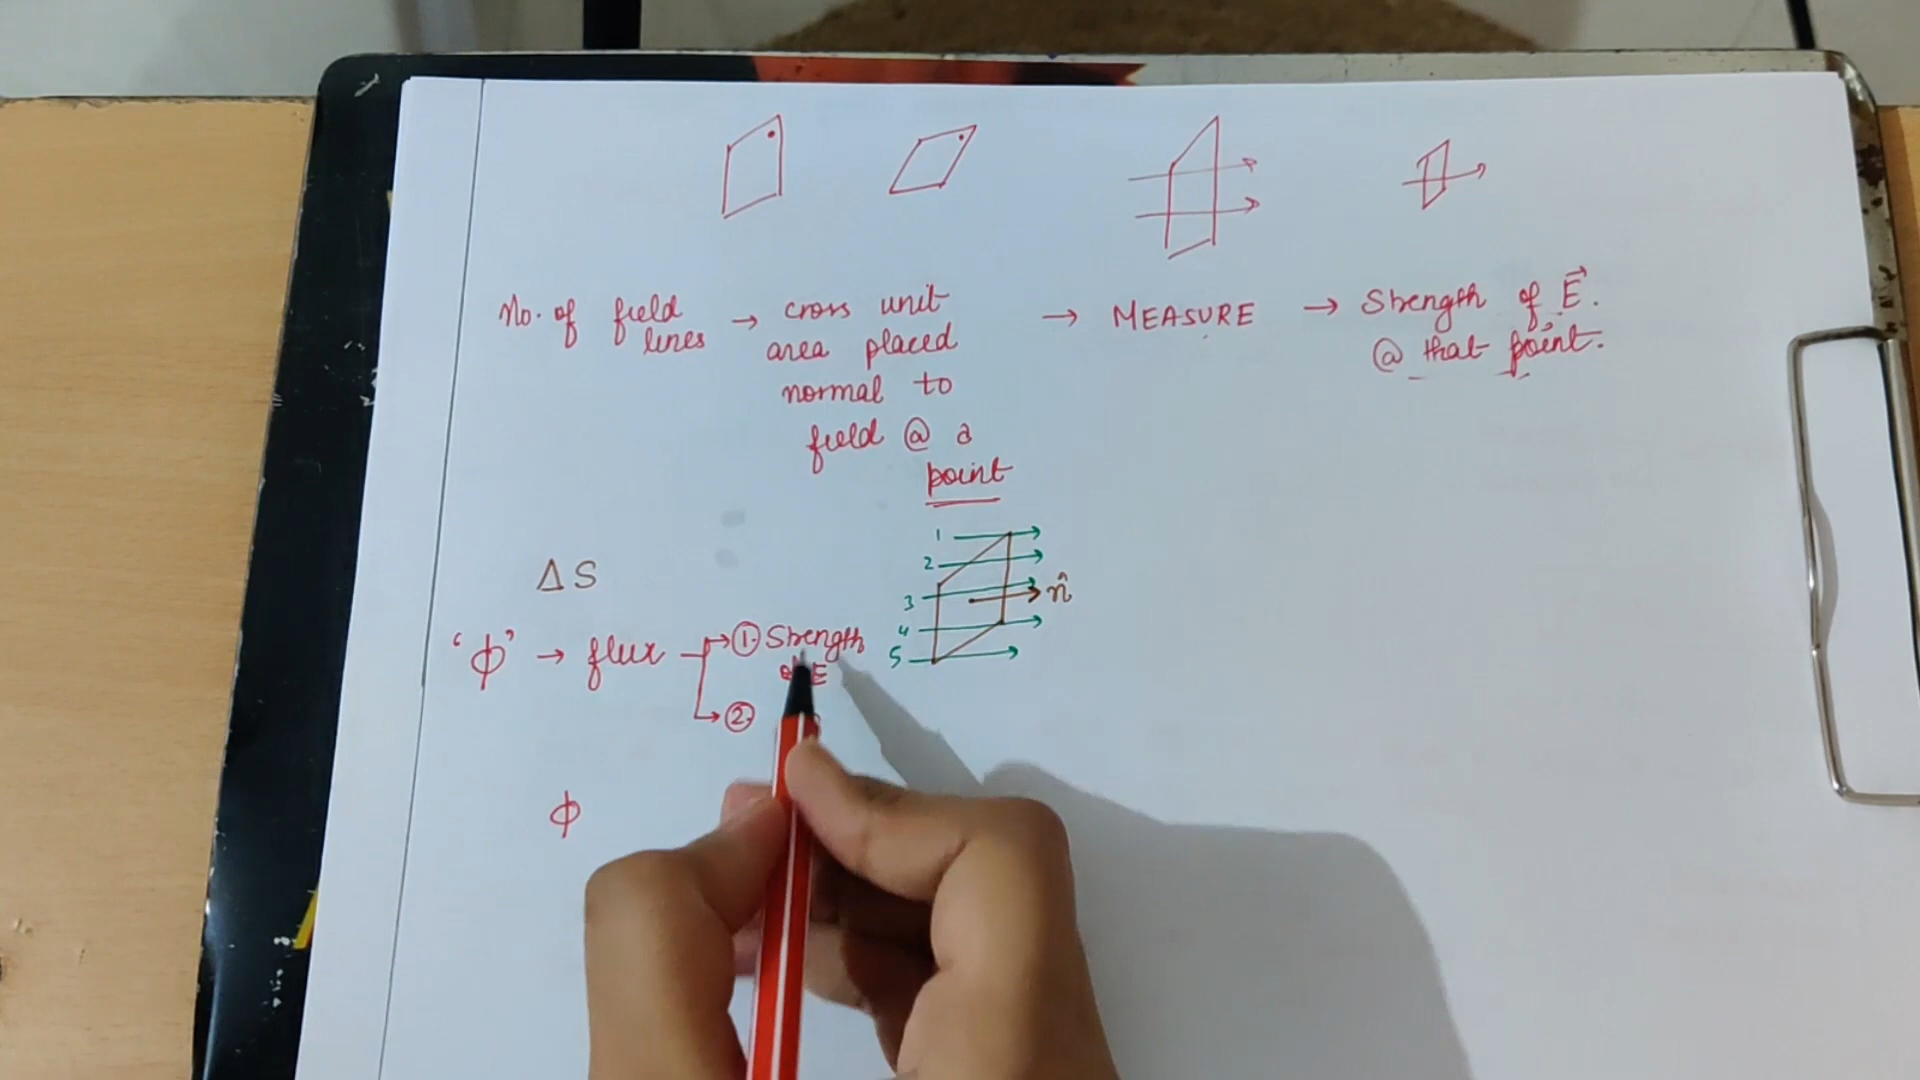 No. of field lines → cross unit area placed normal to field @ a point → MEASURE → Strength of E⃗. @ that point.
ΔS
1
2
3
n̂
4
5
'ϕ' → flux → ①. Strength
E
→ ②.
ϕ